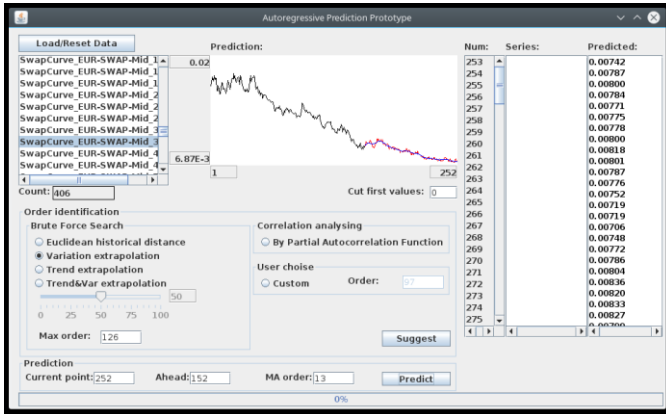 Autoregressive Prediction Prototype
Load/Reset Data
SwapCurve_EUR-SWAP-Mid_1
SwapCurve_EUR-SWAP-Mid_1
SwapCurve_EUR-SWAP-Mid_1
SwapCurve_EUR-SWAP-Mid_2
SwapCurve_EUR-SWAP-Mid_2
SwapCurve_EUR-SWAP-Mid_2
SwapCurve_EUR-SWAP-Mid_3
SwapCurve_EUR-SWAP-Mid_3
SwapCurve_EUR-SWAP-Mid_4
SwapCurve_EUR-SWAP-Mid_4
Count: 406
Prediction:
0.02
6.87E-3
1 252
Cut first values: 0
Order identification
Brute Force Search
Euclidean historical distance
Variation extrapolation
Trend extrapolation
Trend&Var extrapolation
50
0 25 50 75 100
Max order: 126
Correlation analysing
By Partial Autocorrelation Function
User choise
Custom Order: 97
Suggest
Prediction
Current point: 252 Ahead: 152 MA order: 13 Predict
0%
Num: Series: Predicted:
253 0.00742
254 0.00787
255 0.00800
256 0.00784
257 0.00771
258 0.00775
259 0.00778
260 0.00800
261 0.00818
262 0.00801
263 0.00787
264 0.00776
265 0.00752
266 0.00719
267 0.00719
268 0.00706
269 0.00748
270 0.00772
271 0.00786
272 0.00804
273 0.00836
274 0.00820
275 0.00833
0.00827